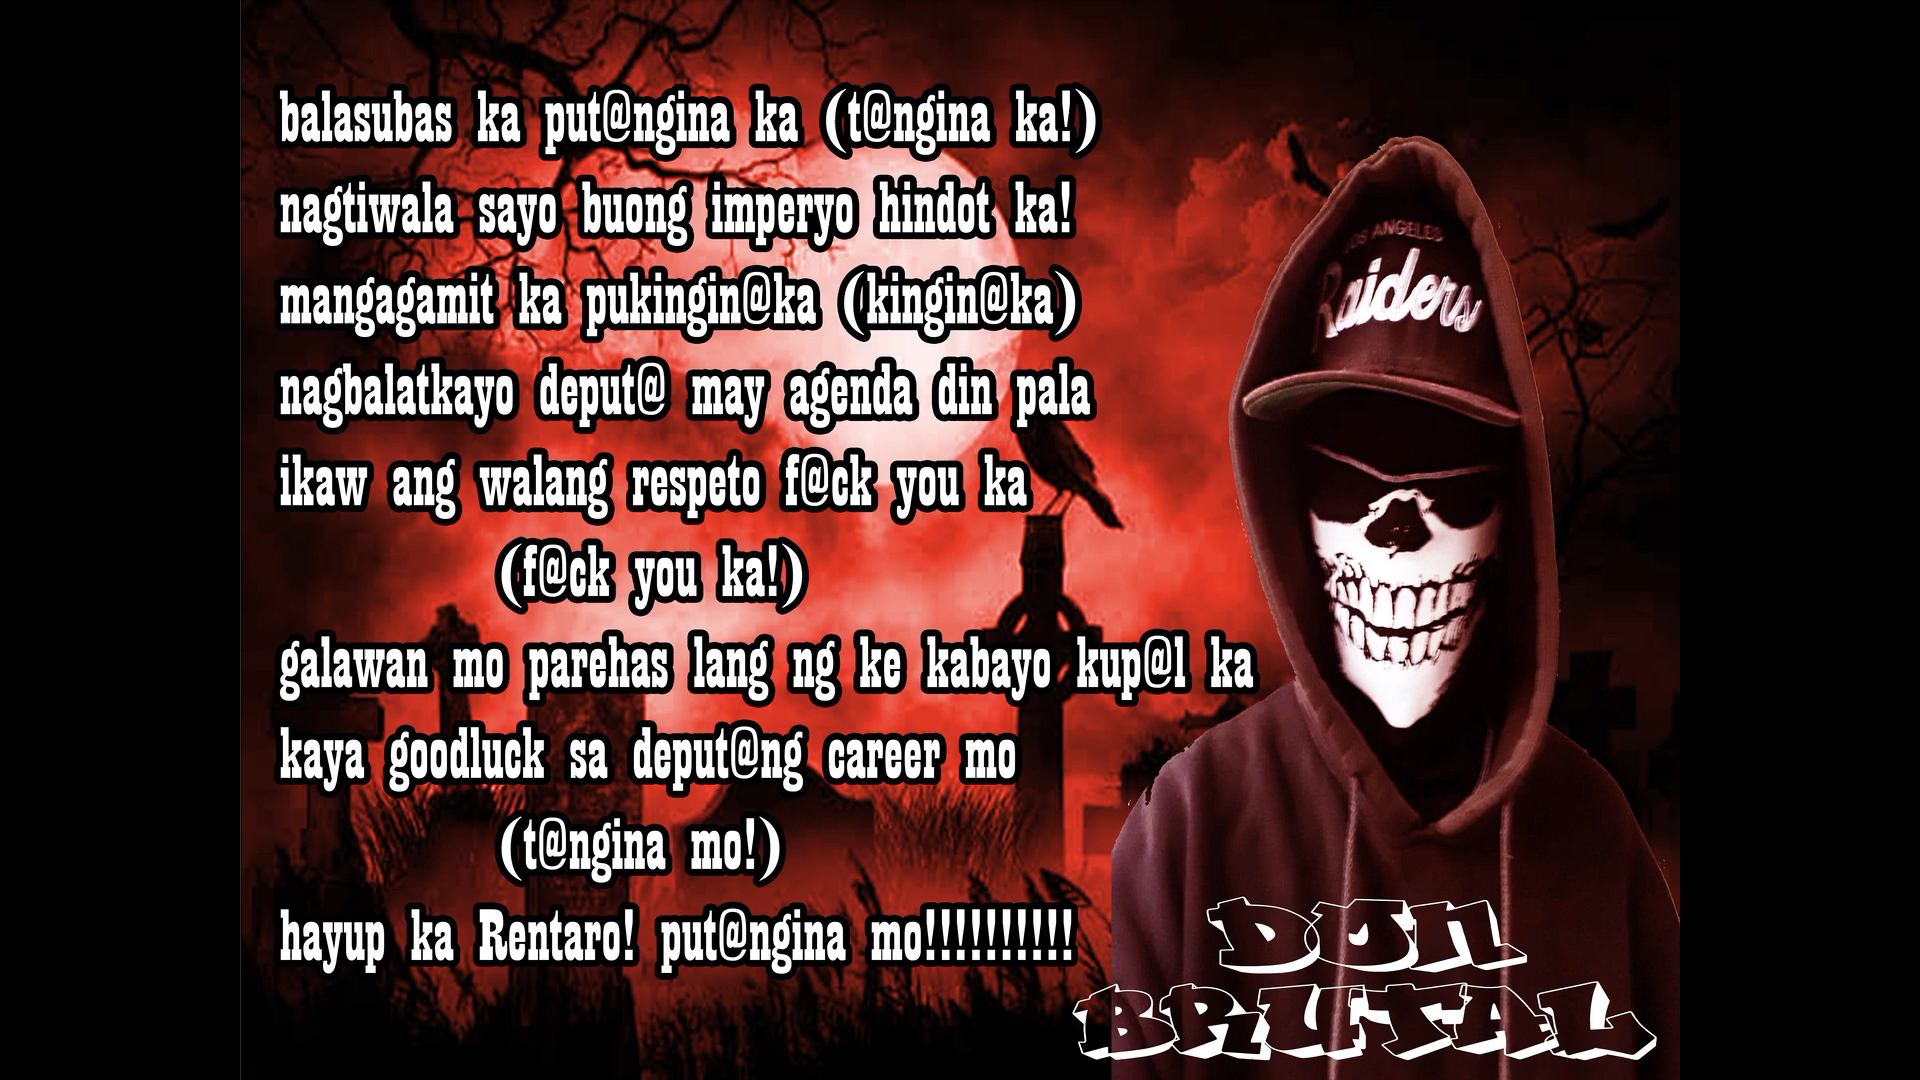 balasubas ka put@ngina ka (t@ngina ka!)
nagtiwala sayo buong imperyo hindot ka!
mangagamit ka pukingin@ka (kingin@ka)
nagbalatkayo deput@ may agenda din pala
ikaw ang walang respeto f@ck you ka
(f@ck you ka!)
galawan mo parehas lang ng ke kabayo kup@l ka
kaya goodluck sa deput@ng career mo
(t@ngina mo!)
hayup ka Rentaro! put@ngina mo!!!!!!!!!!
LOS ANGELES
Raiders
DON
BRUTAL